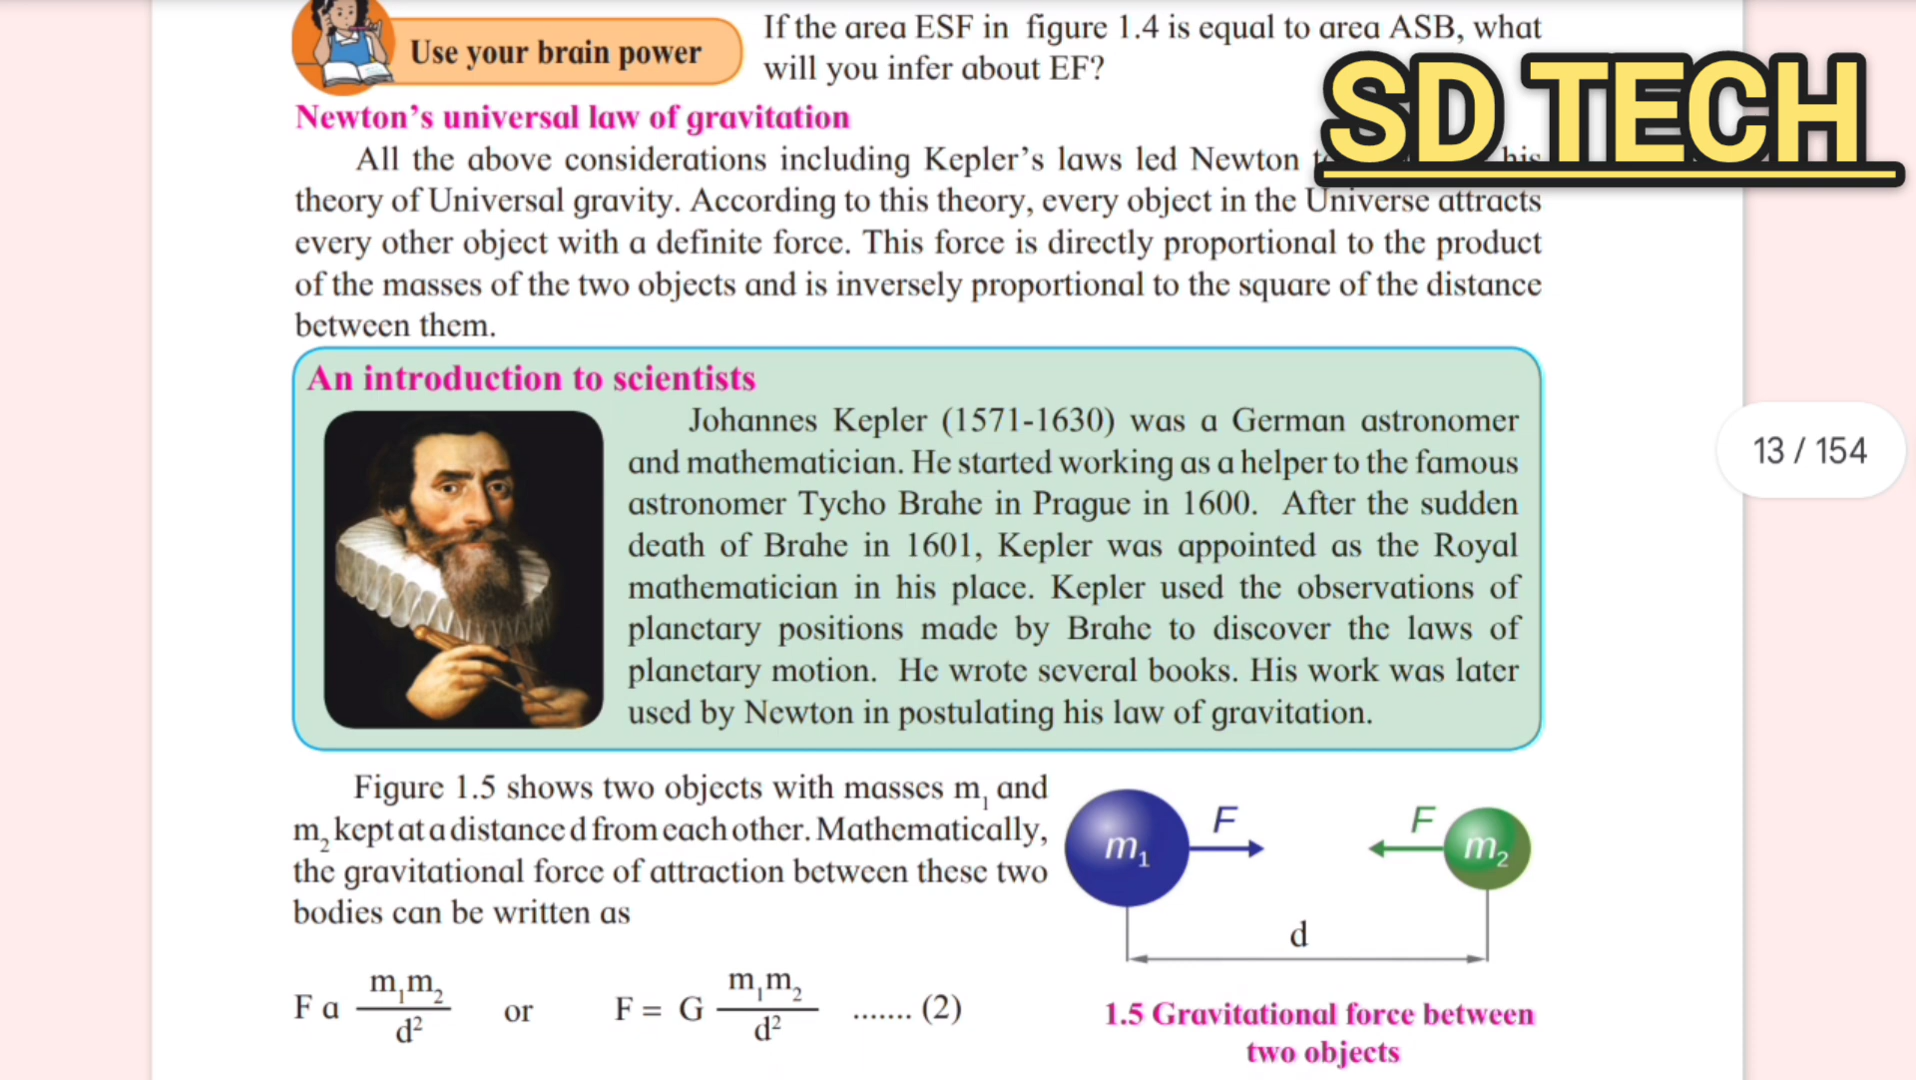 If the area ESF in figure 1.4 is equal to area ASB, what
Use your brain power
will you infer about EF?
SD TECH
Newton's universal law of gravitation
All the above considerations including Kepler's laws led Newton his
theory of Universal gravity. According to this theory, every object in the Universe attracts
every other object with a definite force. This force is directly proportional to the product
of the masses of the two objects and is inversely proportional to the square of the distance
between them.
An introduction to scientists
Johannes Kepler (1571-1630) was a German astronomer
and mathematician. He started working as a helper to the famous
astronomer Tycho Brahe in Prague in 1600. After the sudden
death of Brahe in 1601, Kepler was appointed as the Royal
mathematician in his place. Kepler used the observations of
planetary positions made by Brahe to discover the laws of
planetary motion. He wrote several books. His work was later
used by Newton in postulating his law of gravitation.
13 / 154
Figure 1.5 shows two objects with masses m₁ and
m₂ kept at a distance d from each other. Mathematically,
the gravitational force of attraction between these two
bodies can be written as
m₁ F F m₂
d
F α m₁m₂/d² or F = G m₁m₂/d² ....... (2)
1.5 Gravitational force between
two objects